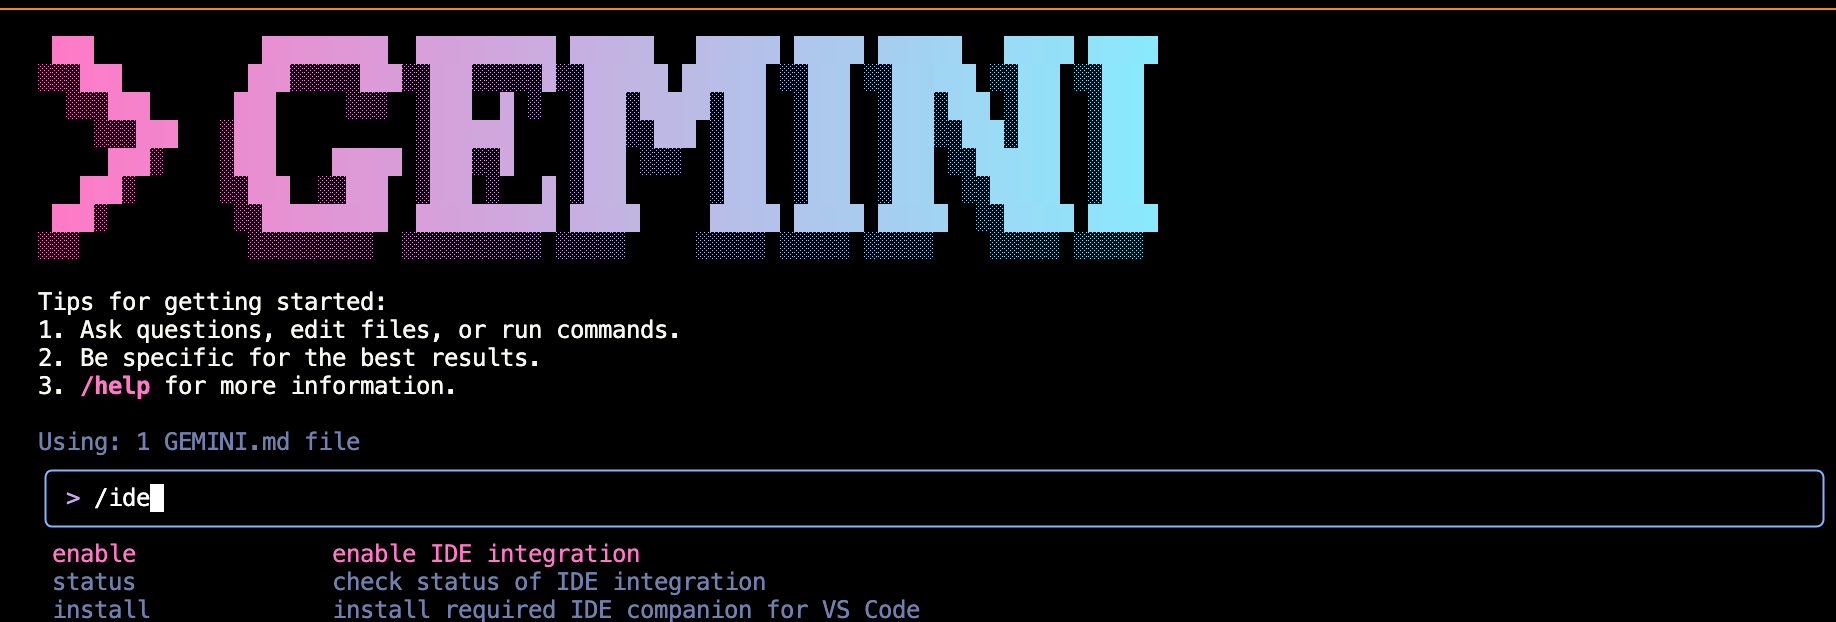 > GEMINI
Tips for getting started:
1. Ask questions, edit files, or run commands.
2. Be specific for the best results.
3. /help for more information.
Using: 1 GEMINI.md file
> /ide
enable enable IDE integration
status check status of IDE integration
install install required IDE companion for VS Code